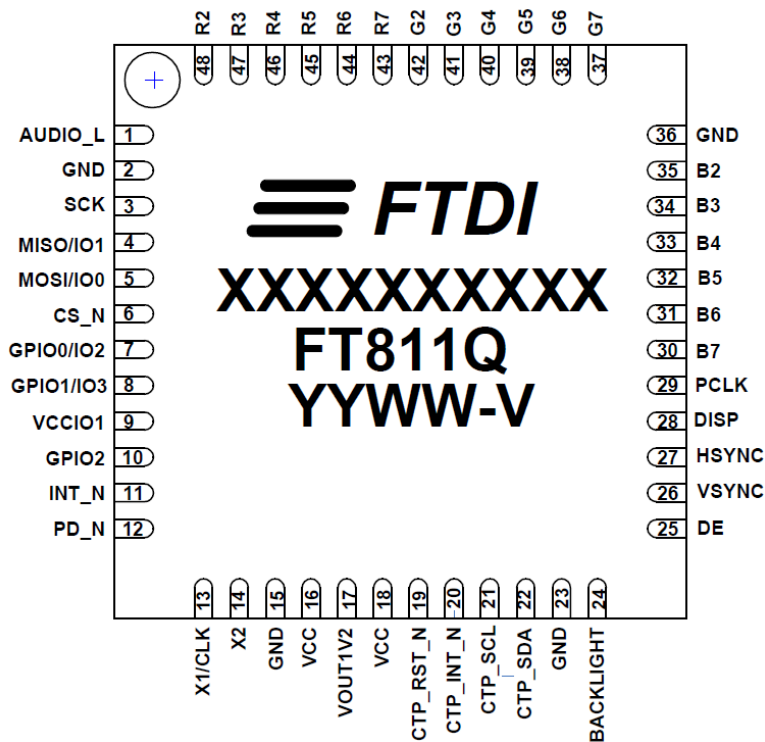 R2 R3 R4 R5 R6 R7 G2 G3 G4 G5 G6 G7
48 47 46 45 44 43 42 41 40 39 38 37
AUDIO_L 1 36 GND
GND 2 35 B2
SCK 3 34 B3
MISO/IO1 4 33 B4
MOSI/IO0 5 32 B5
CS_N 6 31 B6
GPIO0/IO2 7 30 B7
GPIO1/IO3 8 29 PCLK
VCCIO1 9 28 DISP
GPIO2 10 27 HSYNC
INT_N 11 26 VSYNC
PD_N 12 25 DE
FTDI
XXXXXXXXXX
FT811Q
YYWW-V
13 14 15 16 17 18 19 20 21 22 23 24
X1/CLK X2 GND VCC VOUT1V2 VCC CTP_RST_N CTP_INT_N CTP_SCL CTP_SDA GND BACKLIGHT